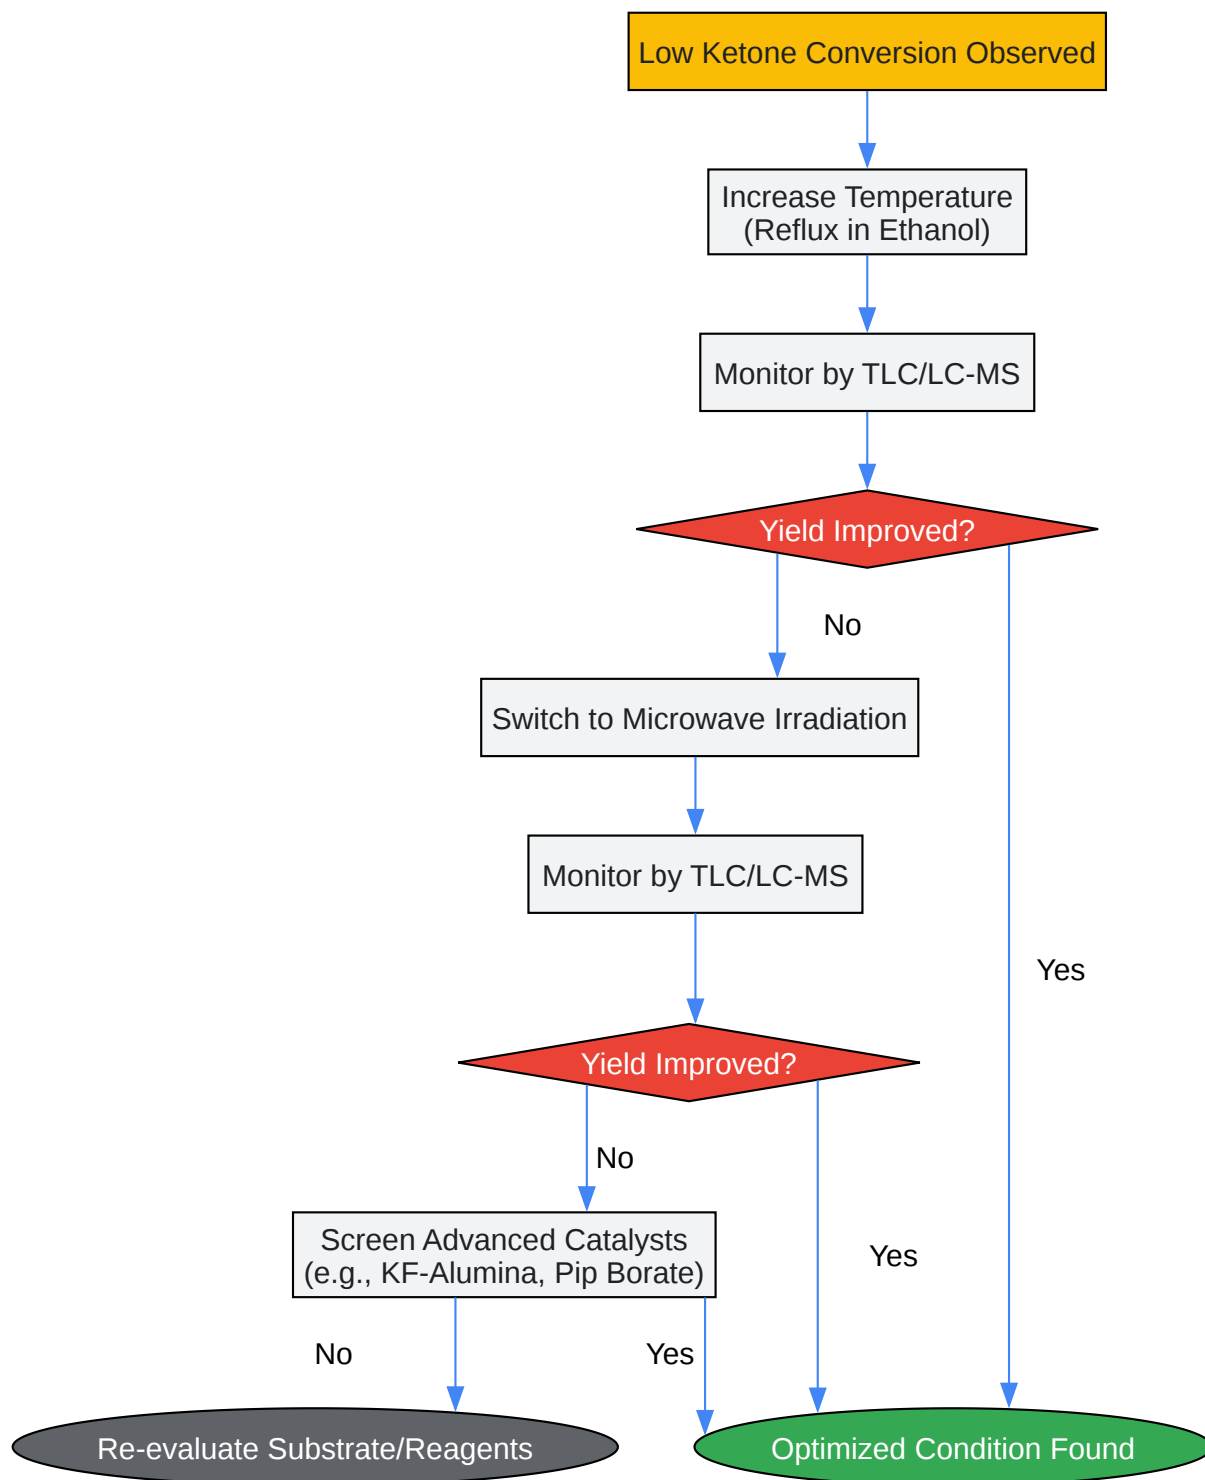 Low Ketone Conversion Observed
Increase Temperature
(Reflux in Ethanol)
Monitor by TLC/LC-MS
Yield Improved?
No
Switch to Microwave Irradiation
Monitor by TLC/LC-MS
Yes
Yield Improved?
No
Screen Advanced Catalysts
(e.g., KF-Alumina, Pip Borate)
Yes
No
Yes
Re-evaluate Substrate/Reagents
Optimized Condition Found